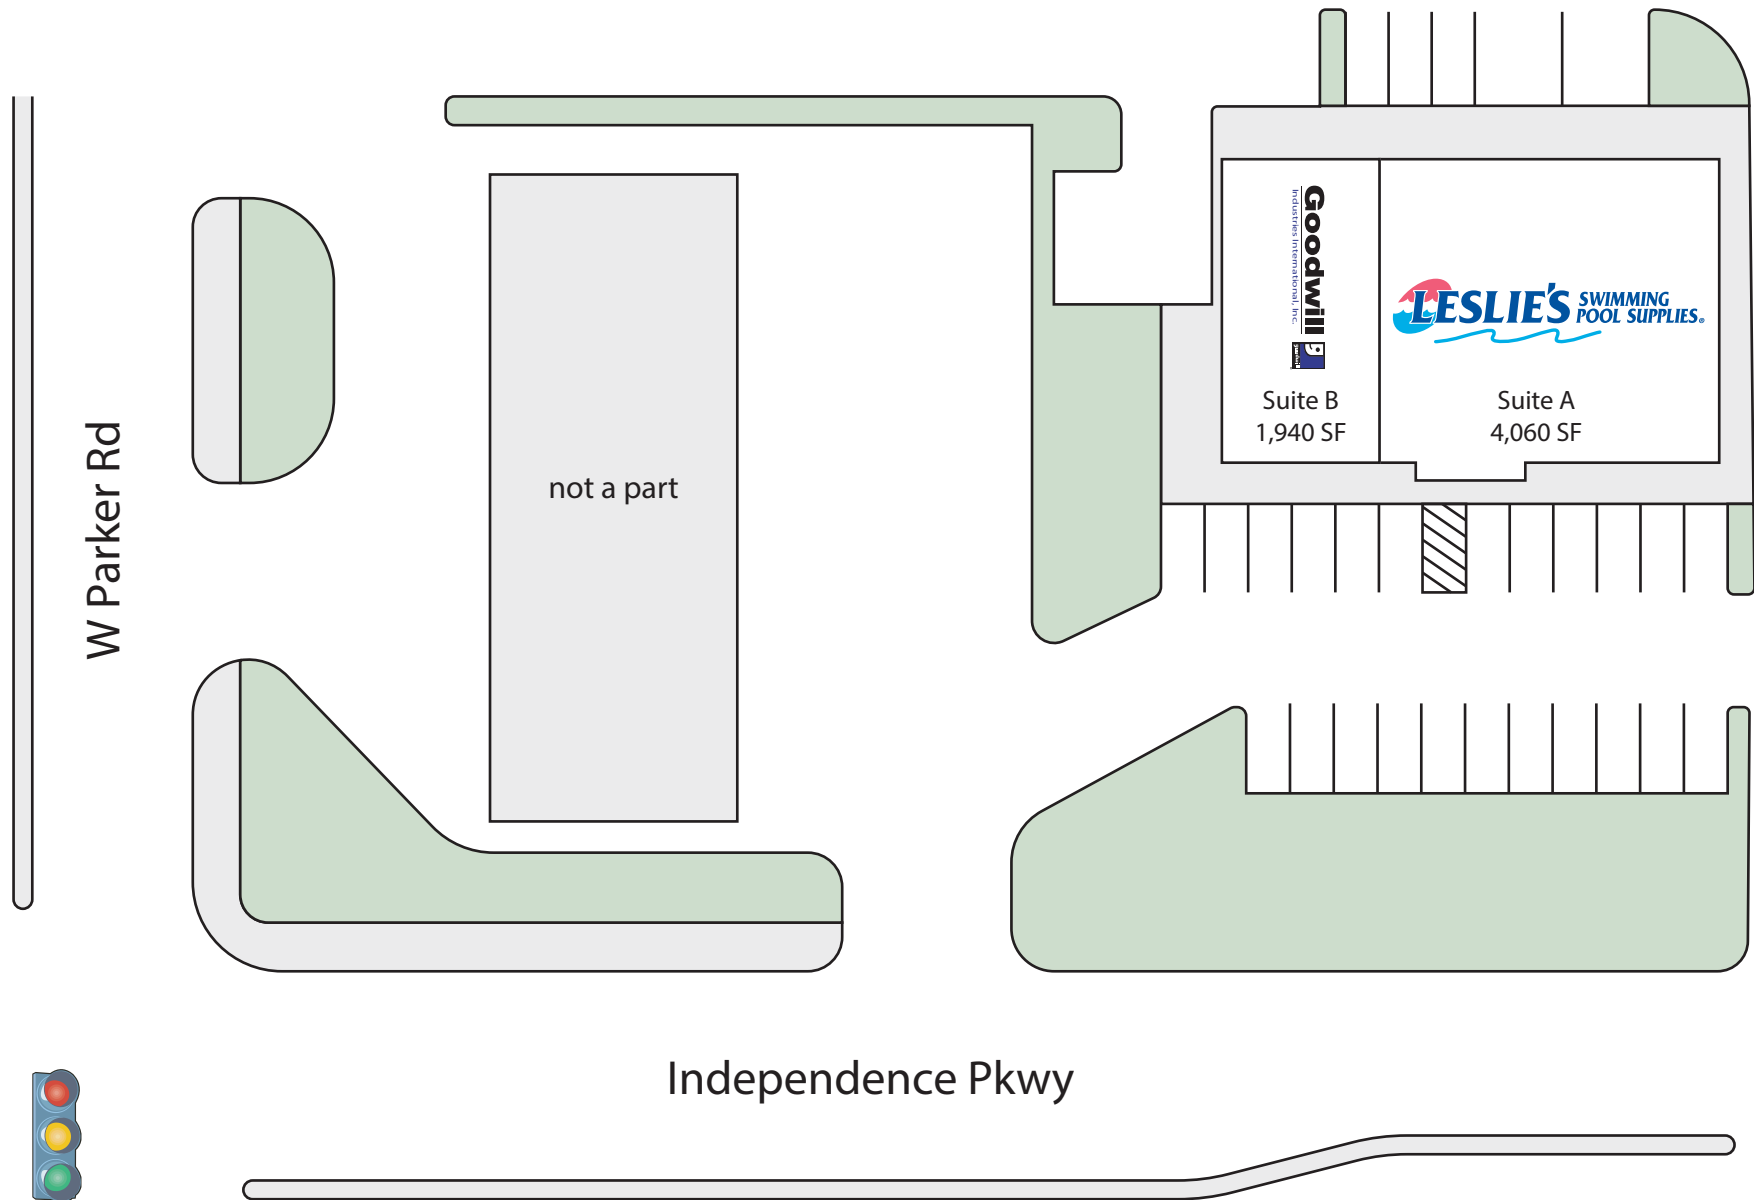 Goodwill
Industries International, Inc.
LESLIE'S SWIMMING
POOL SUPPLIES®
Suite B
1,940 SF
Suite A
4,060 SF
not a part
W Parker Rd
Independence Pkwy